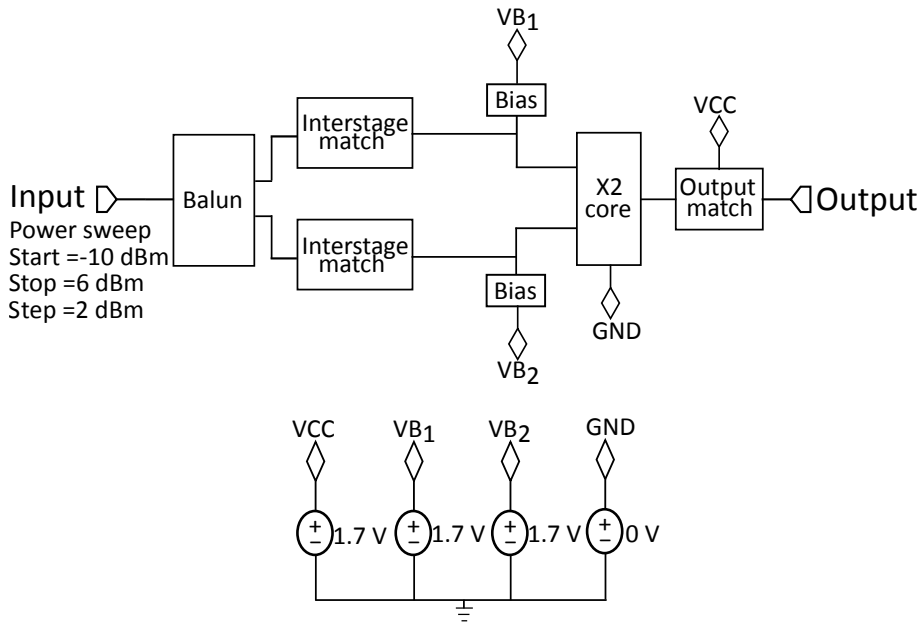 VB1
Bias
VCC
Interstage
match
Input
Balun
X2
core
Output
match
Output
Power sweep
Start =-10 dBm
Stop =6 dBm
Step =2 dBm
Interstage
match
Bias
GND
VB2
VCC
VB1
VB2
GND
+
−
1.7 V
+
−
1.7 V
+
−
1.7 V
+
−
0 V